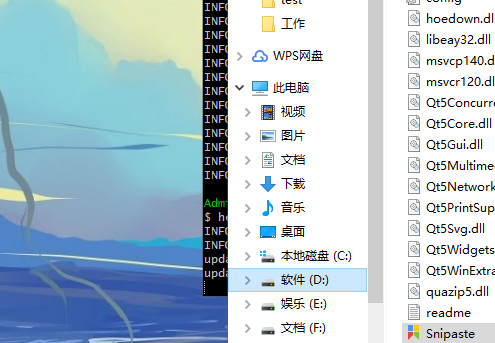 INFO
INFO
INFO
INFO
INFO
INFO
INFO
INFO
INFO
INFO
INFO
INFO
INFO
Adm
$ he
INFO
INFO
upda
upda
test
工作
WPS网盘
此电脑
视频
图片
文档
下载
音乐
桌面
本地磁盘 (C:)
软件 (D:)
娱乐 (E:)
文档 (F:)
config
hoedown.dl
libeay32.dll
msvcp140.d
msvcr120.dl
Qt5Concurr
Qt5Core.dll
Qt5Gui.dll
Qt5Multime
Qt5Network
Qt5PrintSup
Qt5Svg.dll
Qt5Widgets
Qt5WinExtra
quazip5.dll
readme
Snipaste